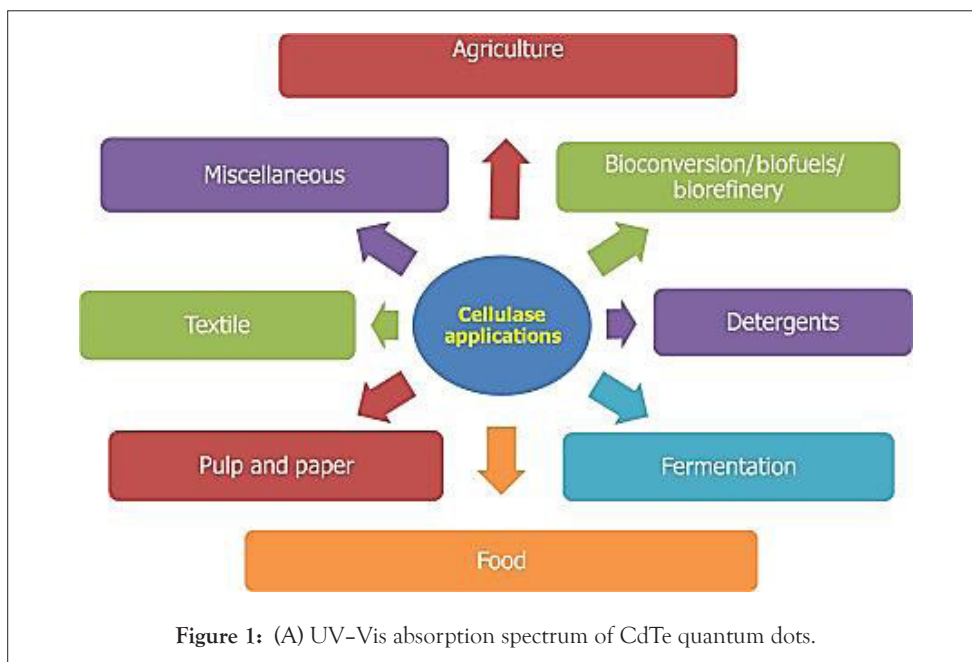 Agriculture
Miscellaneous
Bioconversion/biofuels/
biorefinery
Cellulase
applications
Textile
Detergents
Pulp and paper
Fermentation
Food
Figure 1: (A) UV–Vis absorption spectrum of CdTe quantum dots.